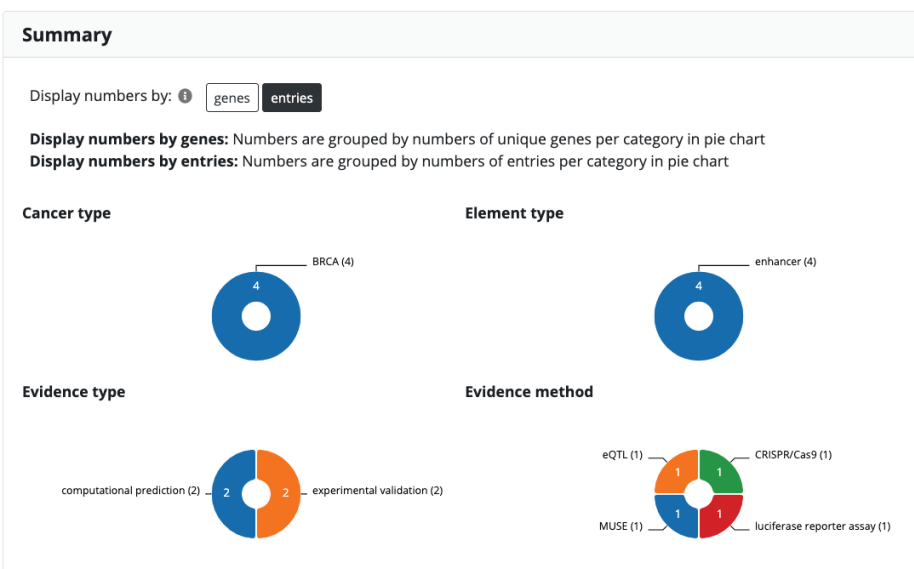 Summary
Display numbers by: genes entries
Display numbers by genes: Numbers are grouped by numbers of unique genes per category in pie chart
Display numbers by entries: Numbers are grouped by numbers of entries per category in pie chart
Cancer type
BRCA (4)
4
Element type
enhancer (4)
4
Evidence type
computational prediction (2)
2
2
experimental validation (2)
Evidence method
eQTL (1)
CRISPR/Cas9 (1)
1
1
1
1
MUSE (1)
luciferase reporter assay (1)